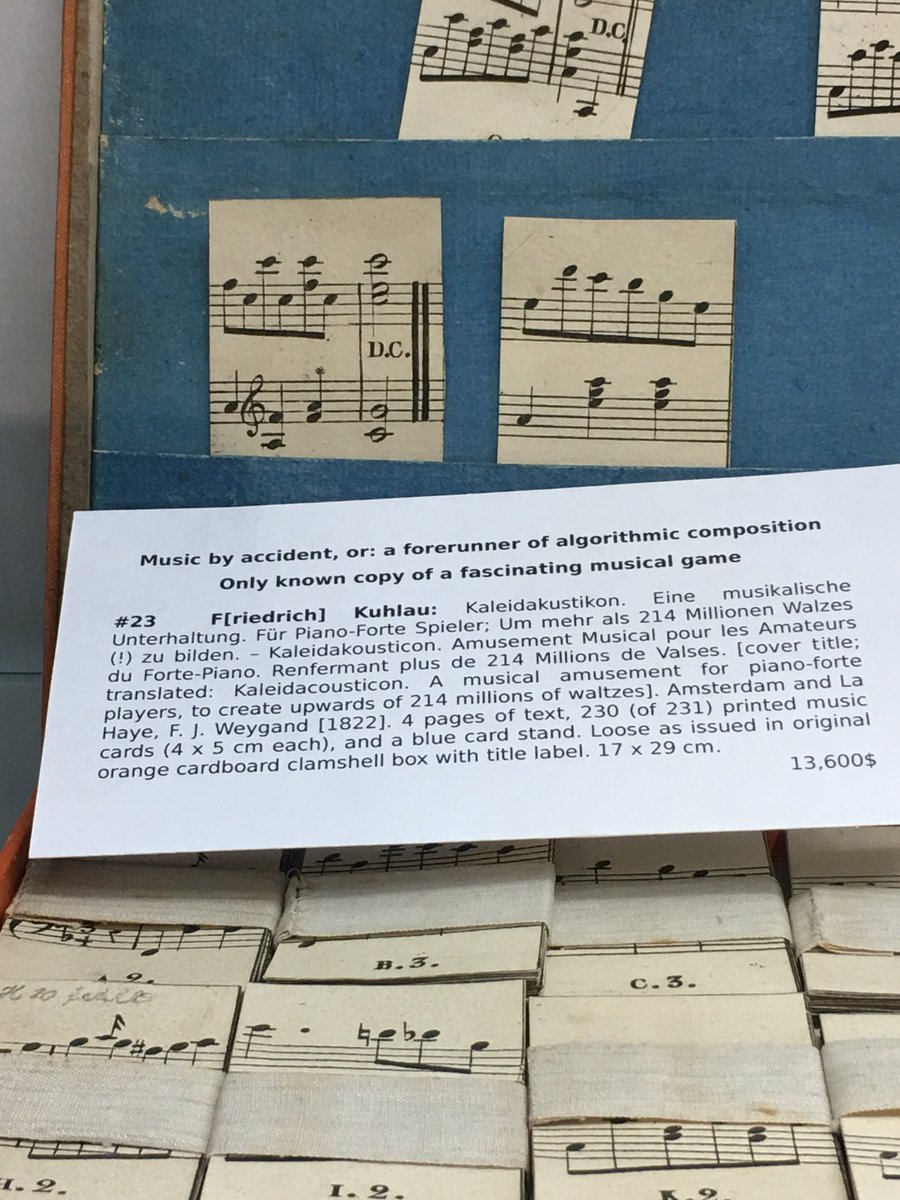 D.C.
D.C.
Music by accident, or: a forerunner of algorithmic composition
Only known copy of a fascinating musical game
#23 F[riedrich] Kuhlau: Kaleidakustikon. Eine musikalische
Unterhaltung. Für Piano-Forte Spieler; Um mehr als 214 Millionen Walzes
(!) zu bilden. – Kaleidakousticon. Amusement Musical pour les Amateurs
du Forte-Piano. Renfermant plus de 214 Millions de Valses. [cover title;
translated: Kaleidacousticon. A musical amusement for piano-forte
players, to create upwards of 214 millions of waltzes]. Amsterdam and La
Haye, F. J. Weygand [1822]. 4 pages of text, 230 (of 231) printed music
cards (4 x 5 cm each), and a blue card stand. Loose as issued in original
orange cardboard clamshell box with title label. 17 x 29 cm.
13,600$
A.2.
B.3.
C.3.
H.2.
I.2.
K.2.